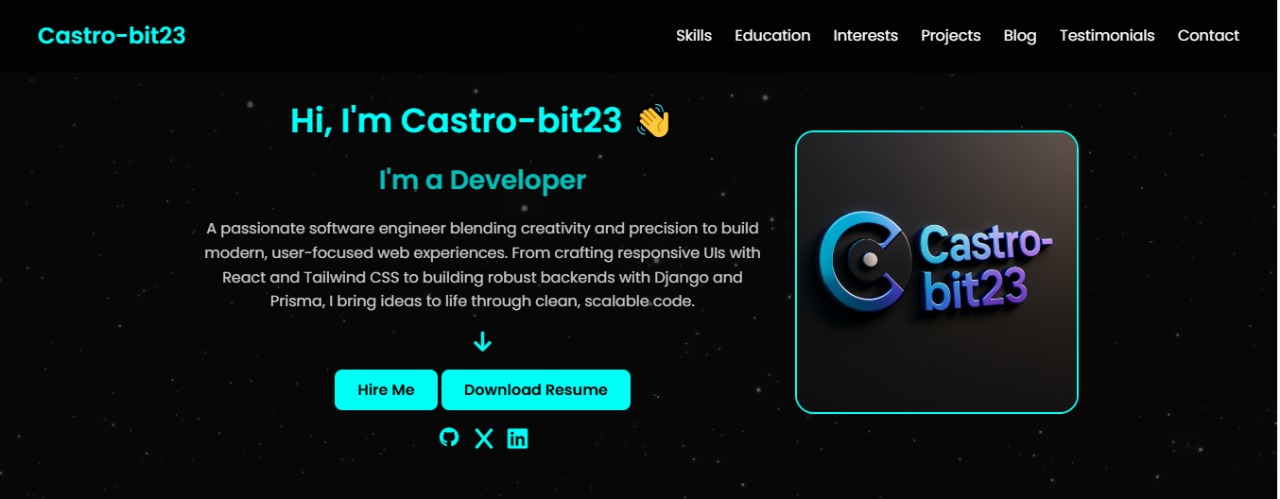 Castro-bit23
Skills Education Interests Projects Blog Testimonials Contact
Hi, I'm Castro-bit23 👋
I'm a Developer
A passionate software engineer blending creativity and precision to build
modern, user-focused web experiences. From crafting responsive UIs with
React and Tailwind CSS to building robust backends with Django and
Prisma, I bring ideas to life through clean, scalable code.
Hire Me Download Resume
Castro-
bit23